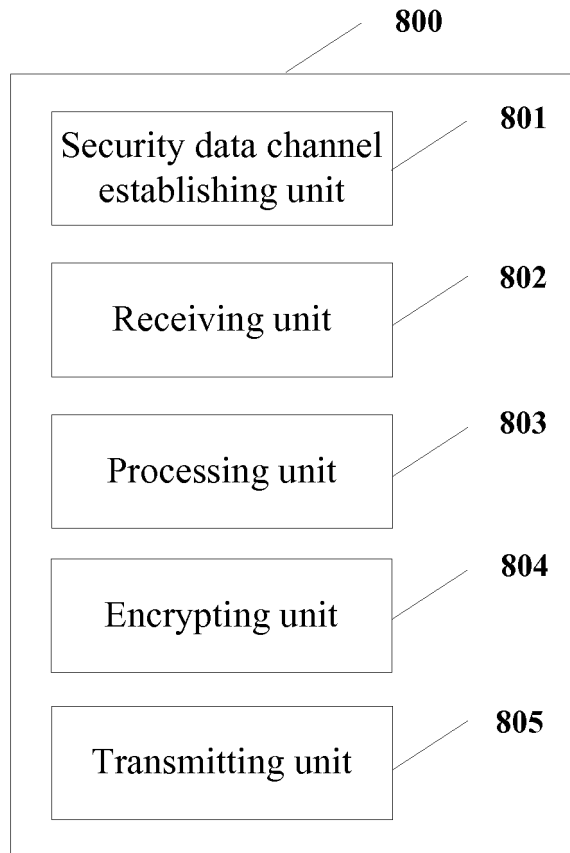 800
801
Security data channel
establishing unit
802
Receiving unit
803
Processing unit
804
Encrypting unit
805
Transmitting unit